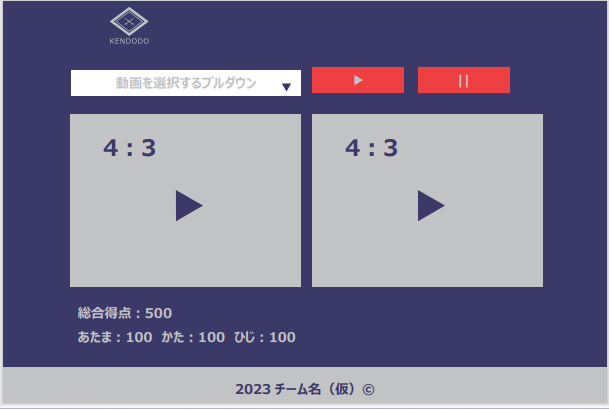 KENDODO
動画を選択するプルダウン
4：3
4：3
総合得点：500
あたま：100 かた：100 ひじ：100
2023 チーム名（仮）©